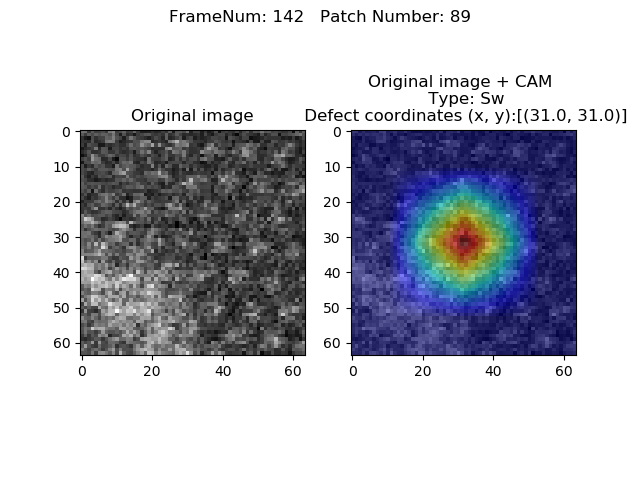 FrameNum: 142   Patch Number: 89
Original image
Original image + CAM
Type: Sw
Defect coordinates (x, y):[(31.0, 31.0)]
0
10
20
30
40
50
60
0 20 40 60
0
10
20
30
40
50
60
0 20 40 60